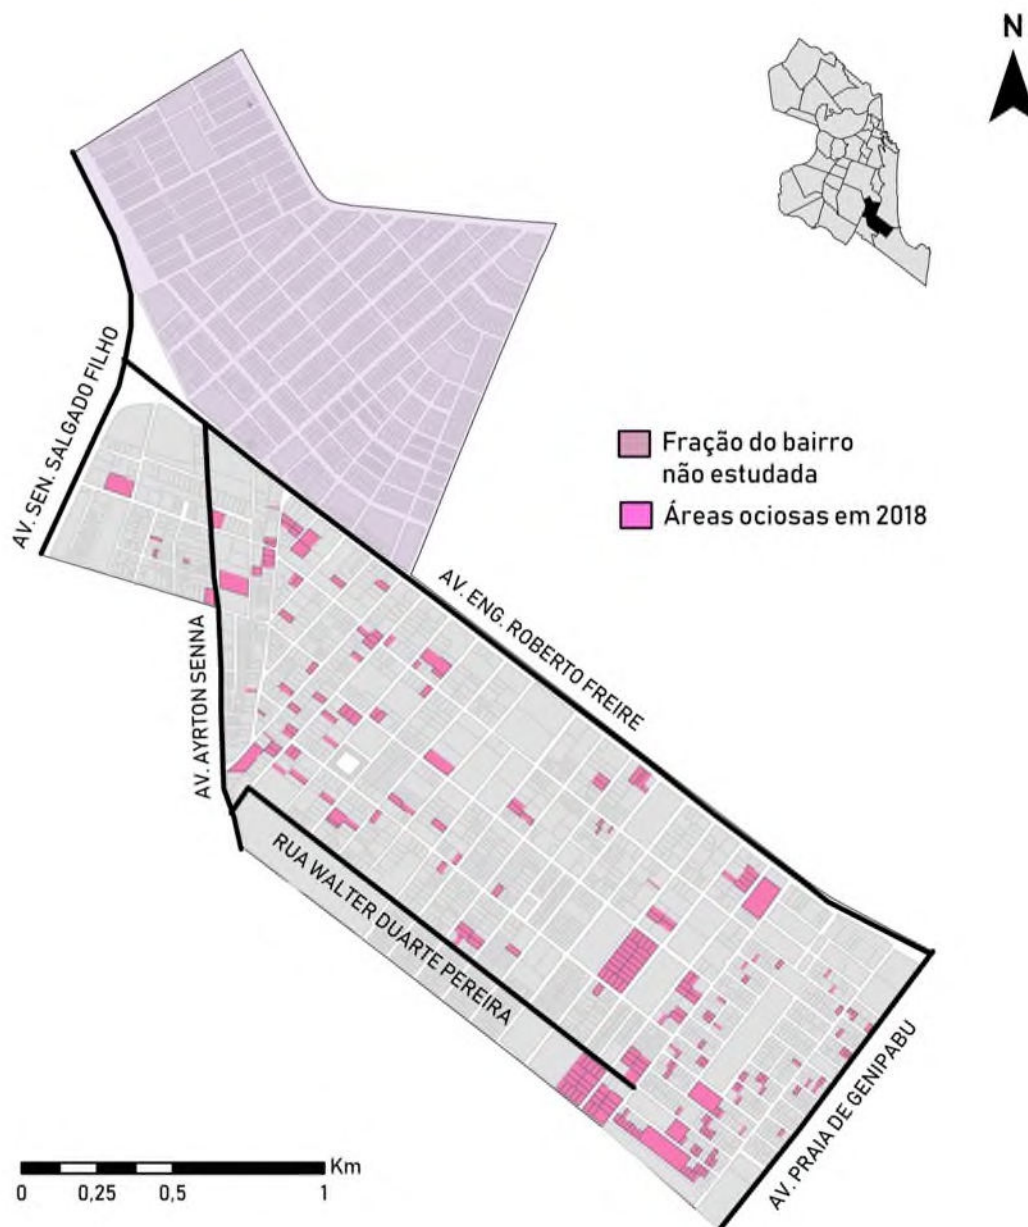 N
AV. SEN. SALGADO FILHO
Fração do bairro
não estudada
Áreas ociosas em 2018
AV. ENG. ROBERTO FREIRE
AV. AYRTON SENNA
RUA WALTER DUARTE PEREIRA
AV. PRAIA DE GENIPABU
Km
0 0,25 0,5 1